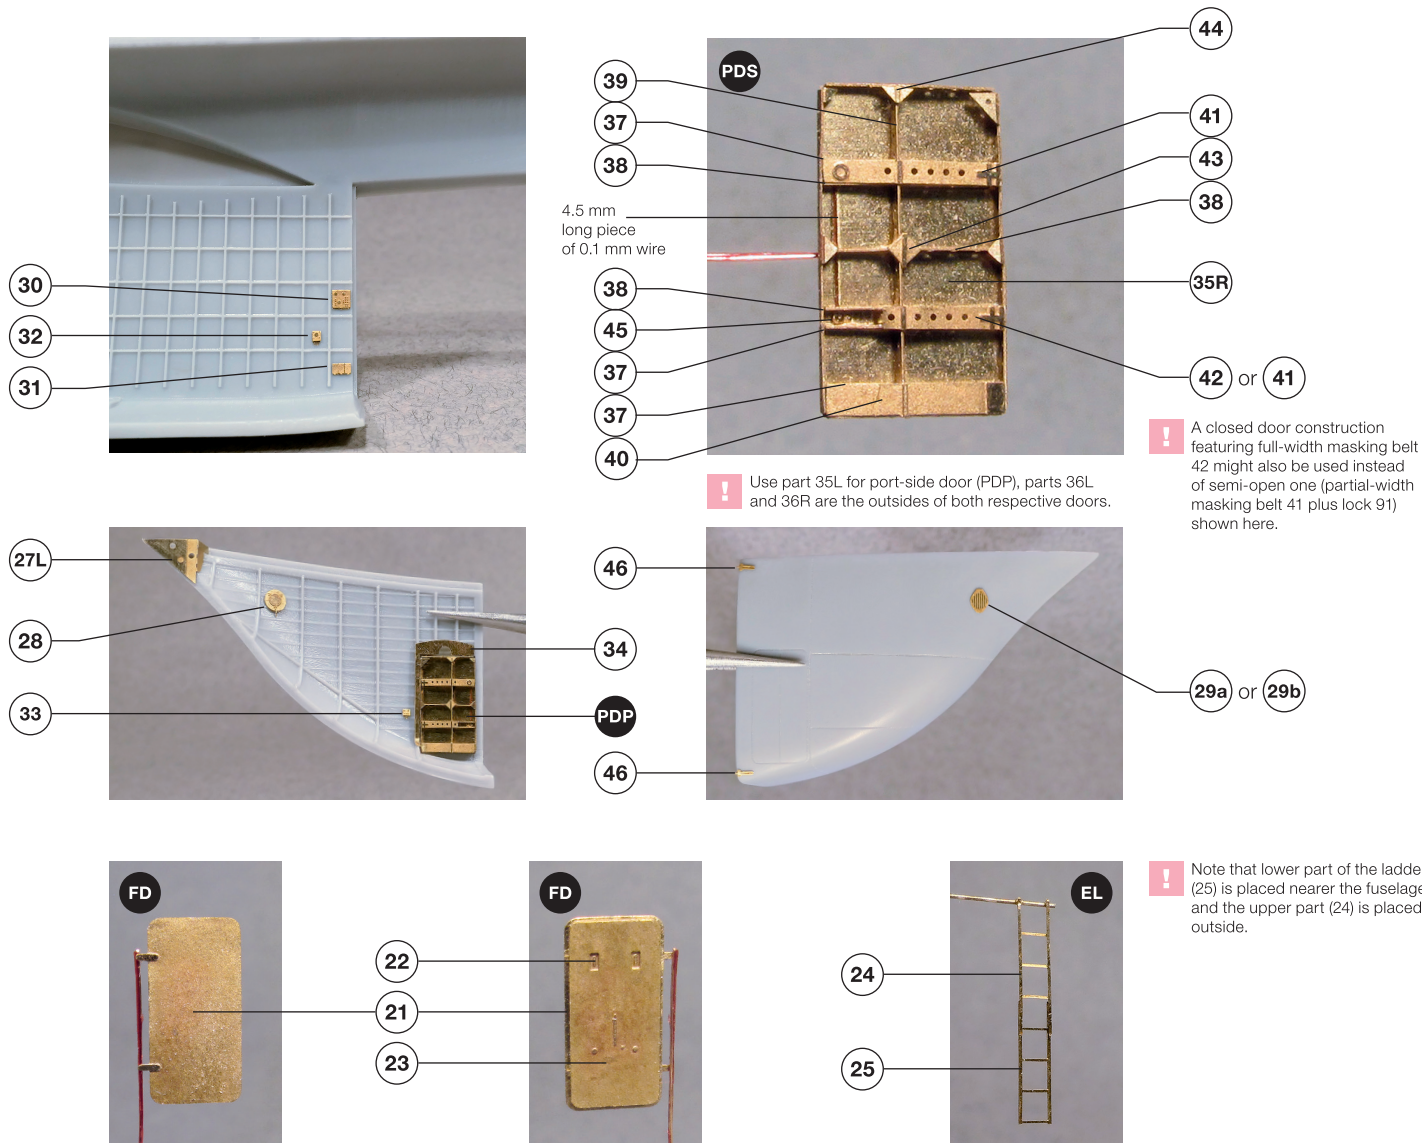 30
32
31
PDS
39
37
38
4.5 mm
long piece
of 0.1 mm wire
38
45
37
37
40
44
41
43
38
35R
42 or 41
! A closed door construction
featuring full-width masking belt
42 might also be used instead
of semi-open one (partial-width
masking belt 41 plus lock 91)
shown here.
! Use part 35L for port-side door (PDP), parts 36L
and 36R are the outsides of both respective doors.
27L
28
33
34
PDP
46
46
29a or 29b
FD
FD
22
21
23
EL
24
25
! Note that lower part of the ladde
(25) is placed nearer the fuselage
and the upper part (24) is placed
outside.